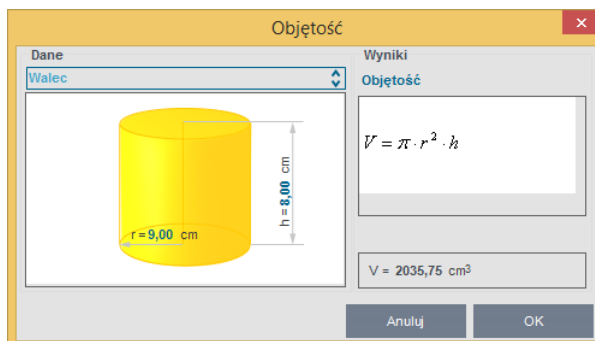 Objętość
Dane
Walec
h = 8,00 cm
r = 9,00 cm
Wyniki
Objętość
V = π · r² · h
V = 2035,75 cm³
Anuluj
OK